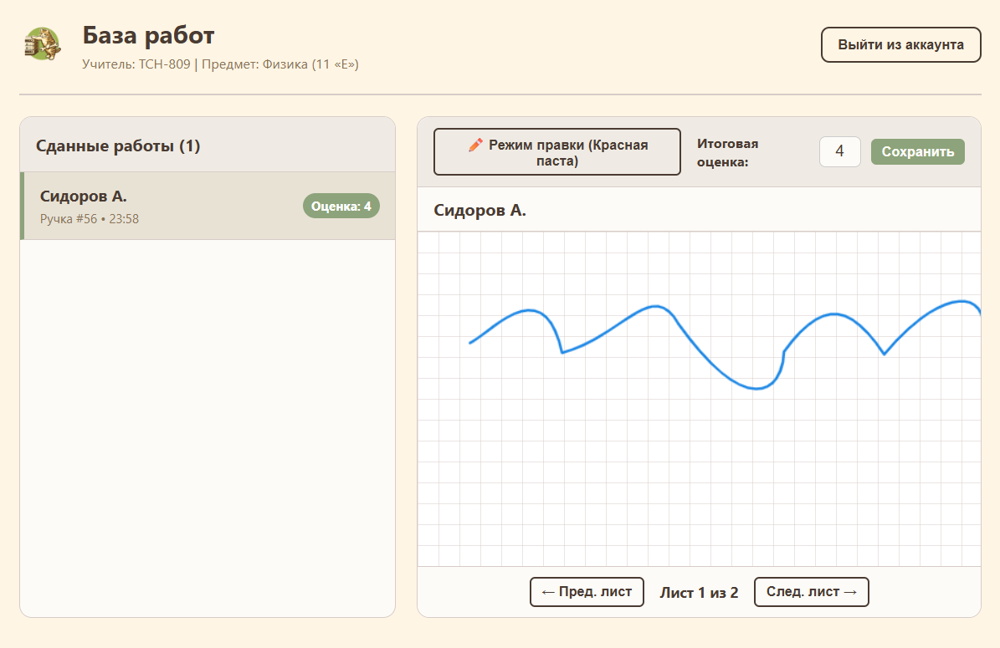 База работ
Учитель: TCH-809 | Предмет: Физика (11 «Е»)
Выйти из аккаунта
Сданные работы (1)
Сидоров А.
Ручка #56 • 23:58
Оценка: 4
Режим правки (Красная
паста)
Итоговая
оценка:
4
Сохранить
Сидоров А.
← Пред. лист
Лист 1 из 2
След. лист →